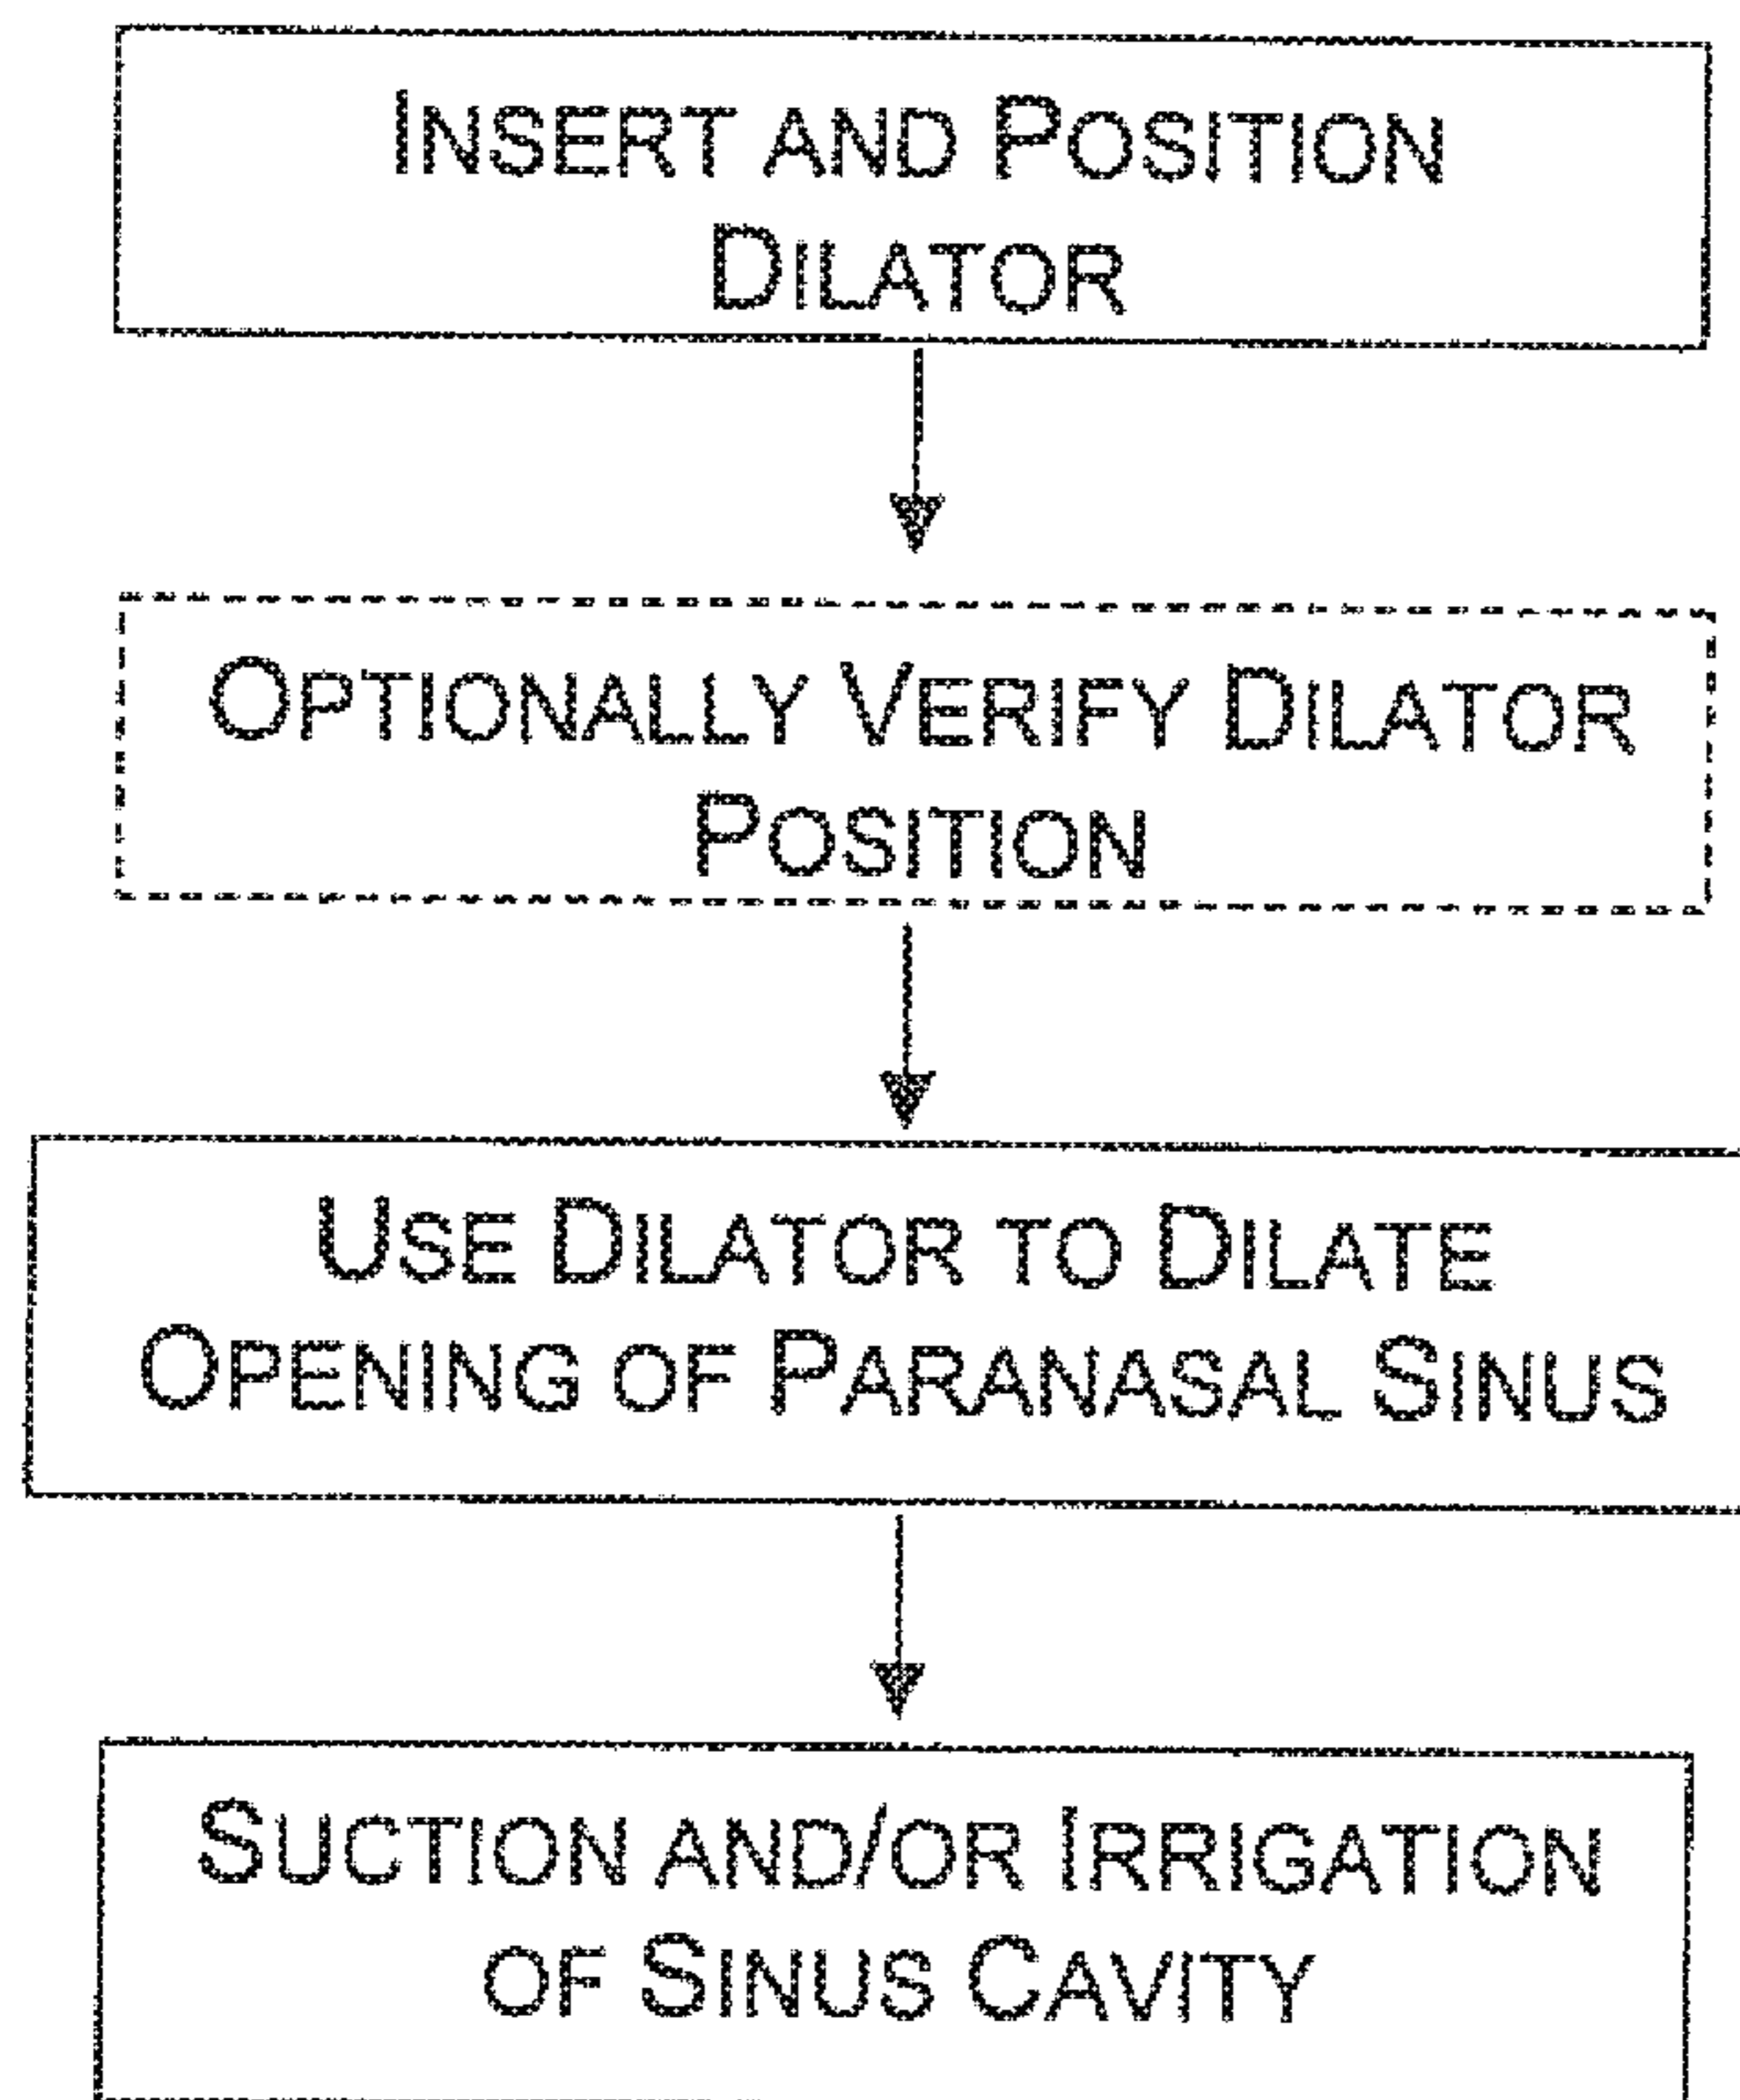 INSERT AND POSITION
DILATOR
OPTIONALLY VERIFY DILATOR
POSITION
USE DILATOR TO DILATE
OPENING OF PARANASAL SINUS
SUCTION AND/OR IRRIGATION
OF SINUS CAVITY